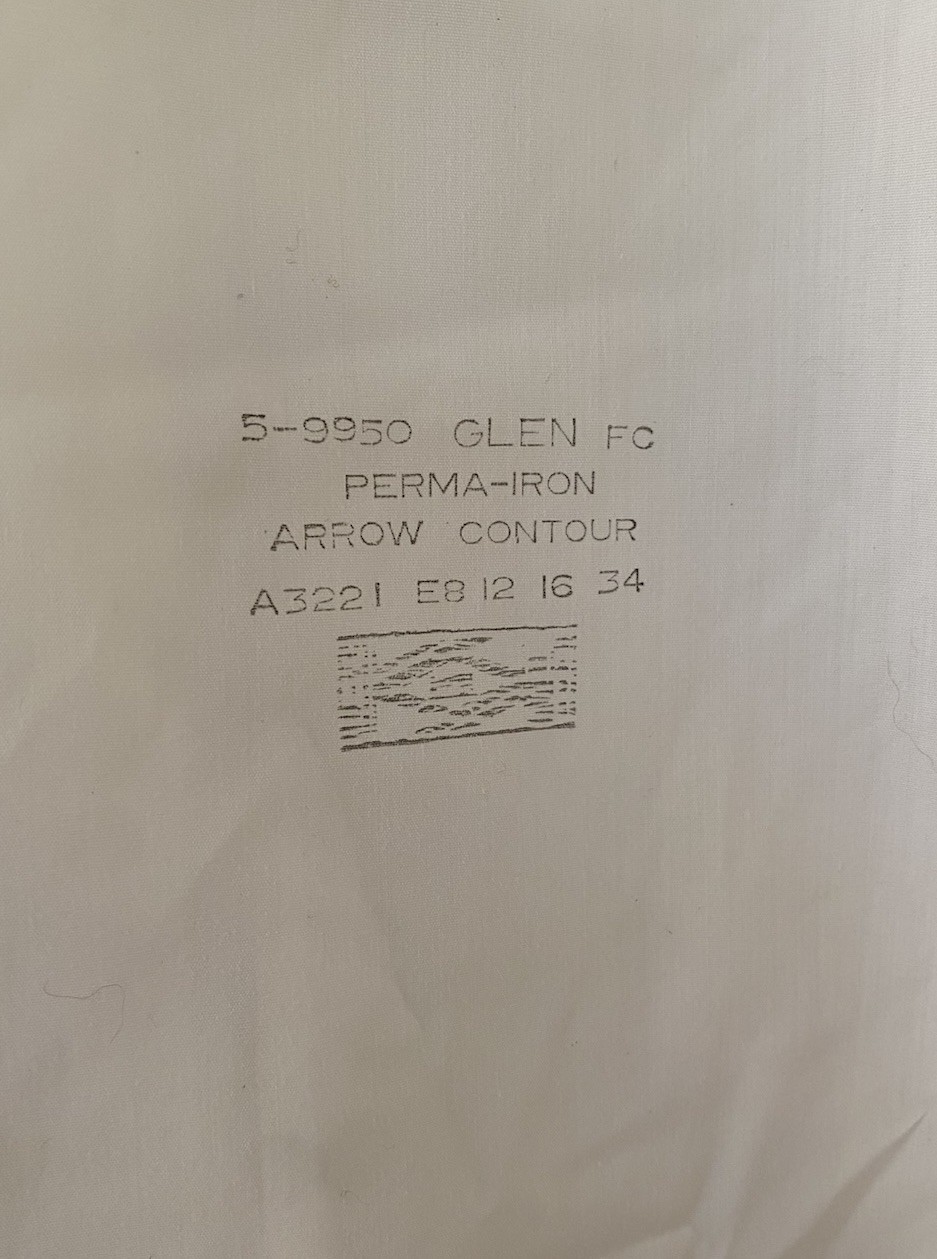 5-9950 GLEN FC
PERMA-IRON
ARROW CONTOUR
A3221 E8 12 16 34